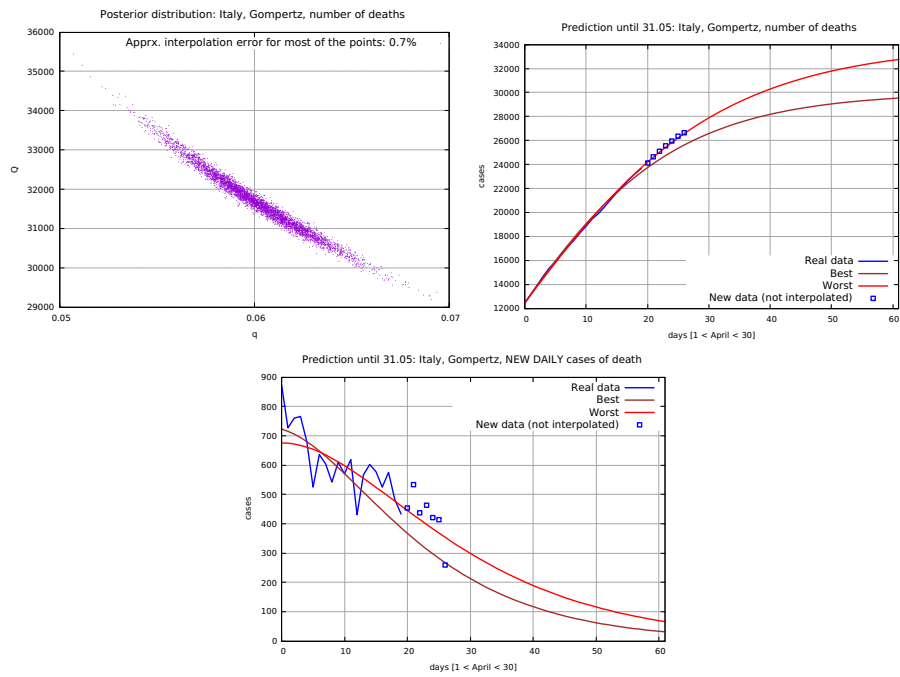 Posterior distribution: Italy, Gompertz, number of deaths
Apprx. interpolation error for most of the points: 0.7%
36000
35000
34000
33000
32000
31000
30000
29000
Q
0.05
0.06
0.07
q
Prediction until 31.05: Italy, Gompertz, number of deaths
34000
32000
30000
28000
26000
24000
22000
20000
18000
16000
14000
12000
cases
Real data
Best
Worst
New data (not interpolated)
0
10
20
30
40
50
60
days [1 < April < 30]
Prediction until 31.05: Italy, Gompertz, NEW DAILY cases of death
900
800
700
600
500
400
300
200
100
0
cases
Real data
Best
Worst
New data (not interpolated)
0
10
20
30
40
50
60
days [1 < April < 30]